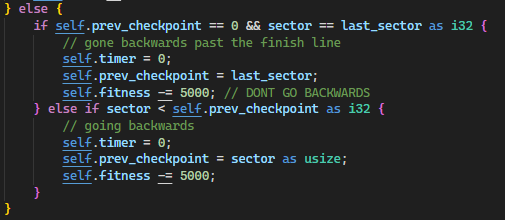 } else {
if self.prev_checkpoint == 0 && sector == last_sector as i32 {
// gone backwards past the finish line
self.timer = 0;
self.prev_checkpoint = last_sector;
self.fitness -= 5000; // DONT GO BACKWARDS
} else if sector < self.prev_checkpoint as i32 {
// going backwards
self.timer = 0;
self.prev_checkpoint = sector as usize;
self.fitness -= 5000;
}
}